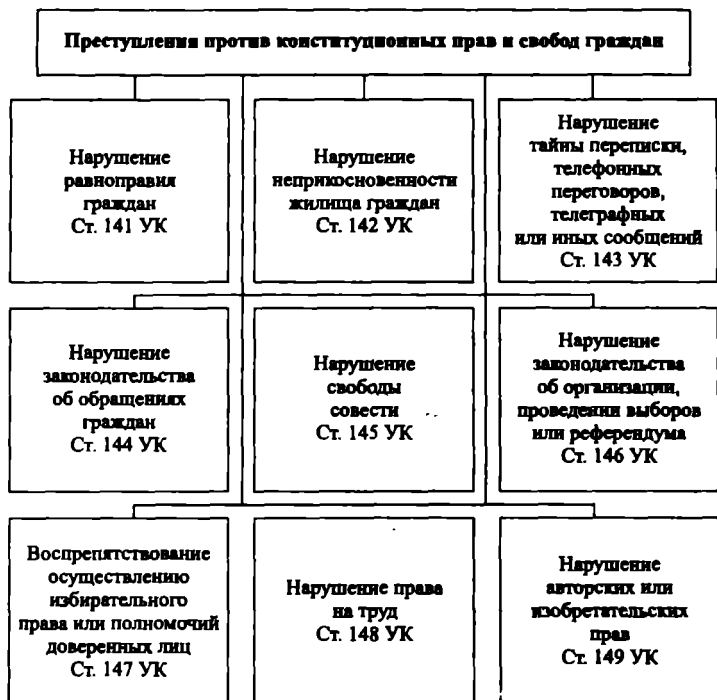 Преступления против конституционных прав и свобод граждан
Нарушение
равноправия
граждан
Ст. 141 УК
Нарушение
неприкосновенности
жилища граждан
Ст. 142 УК
Нарушение
тайны переписки,
телефонных
переговоров,
телеграфных
или иных сообщений
Ст. 143 УК
Нарушение
законодательства
об обращениях
граждан
Ст. 144 УК
Нарушение
свободы
совести
Ст. 145 УК
Нарушение
законодательства
об организации,
проведении выборов
или референдума
Ст. 146 УК
Воспрепятствование
осуществлению
избирательного
права или полномочий
доверенных лиц
Ст. 147 УК
Нарушение права
на труд
Ст. 148 УК
Нарушение
авторских или
изобретательских
прав
Ст. 149 УК